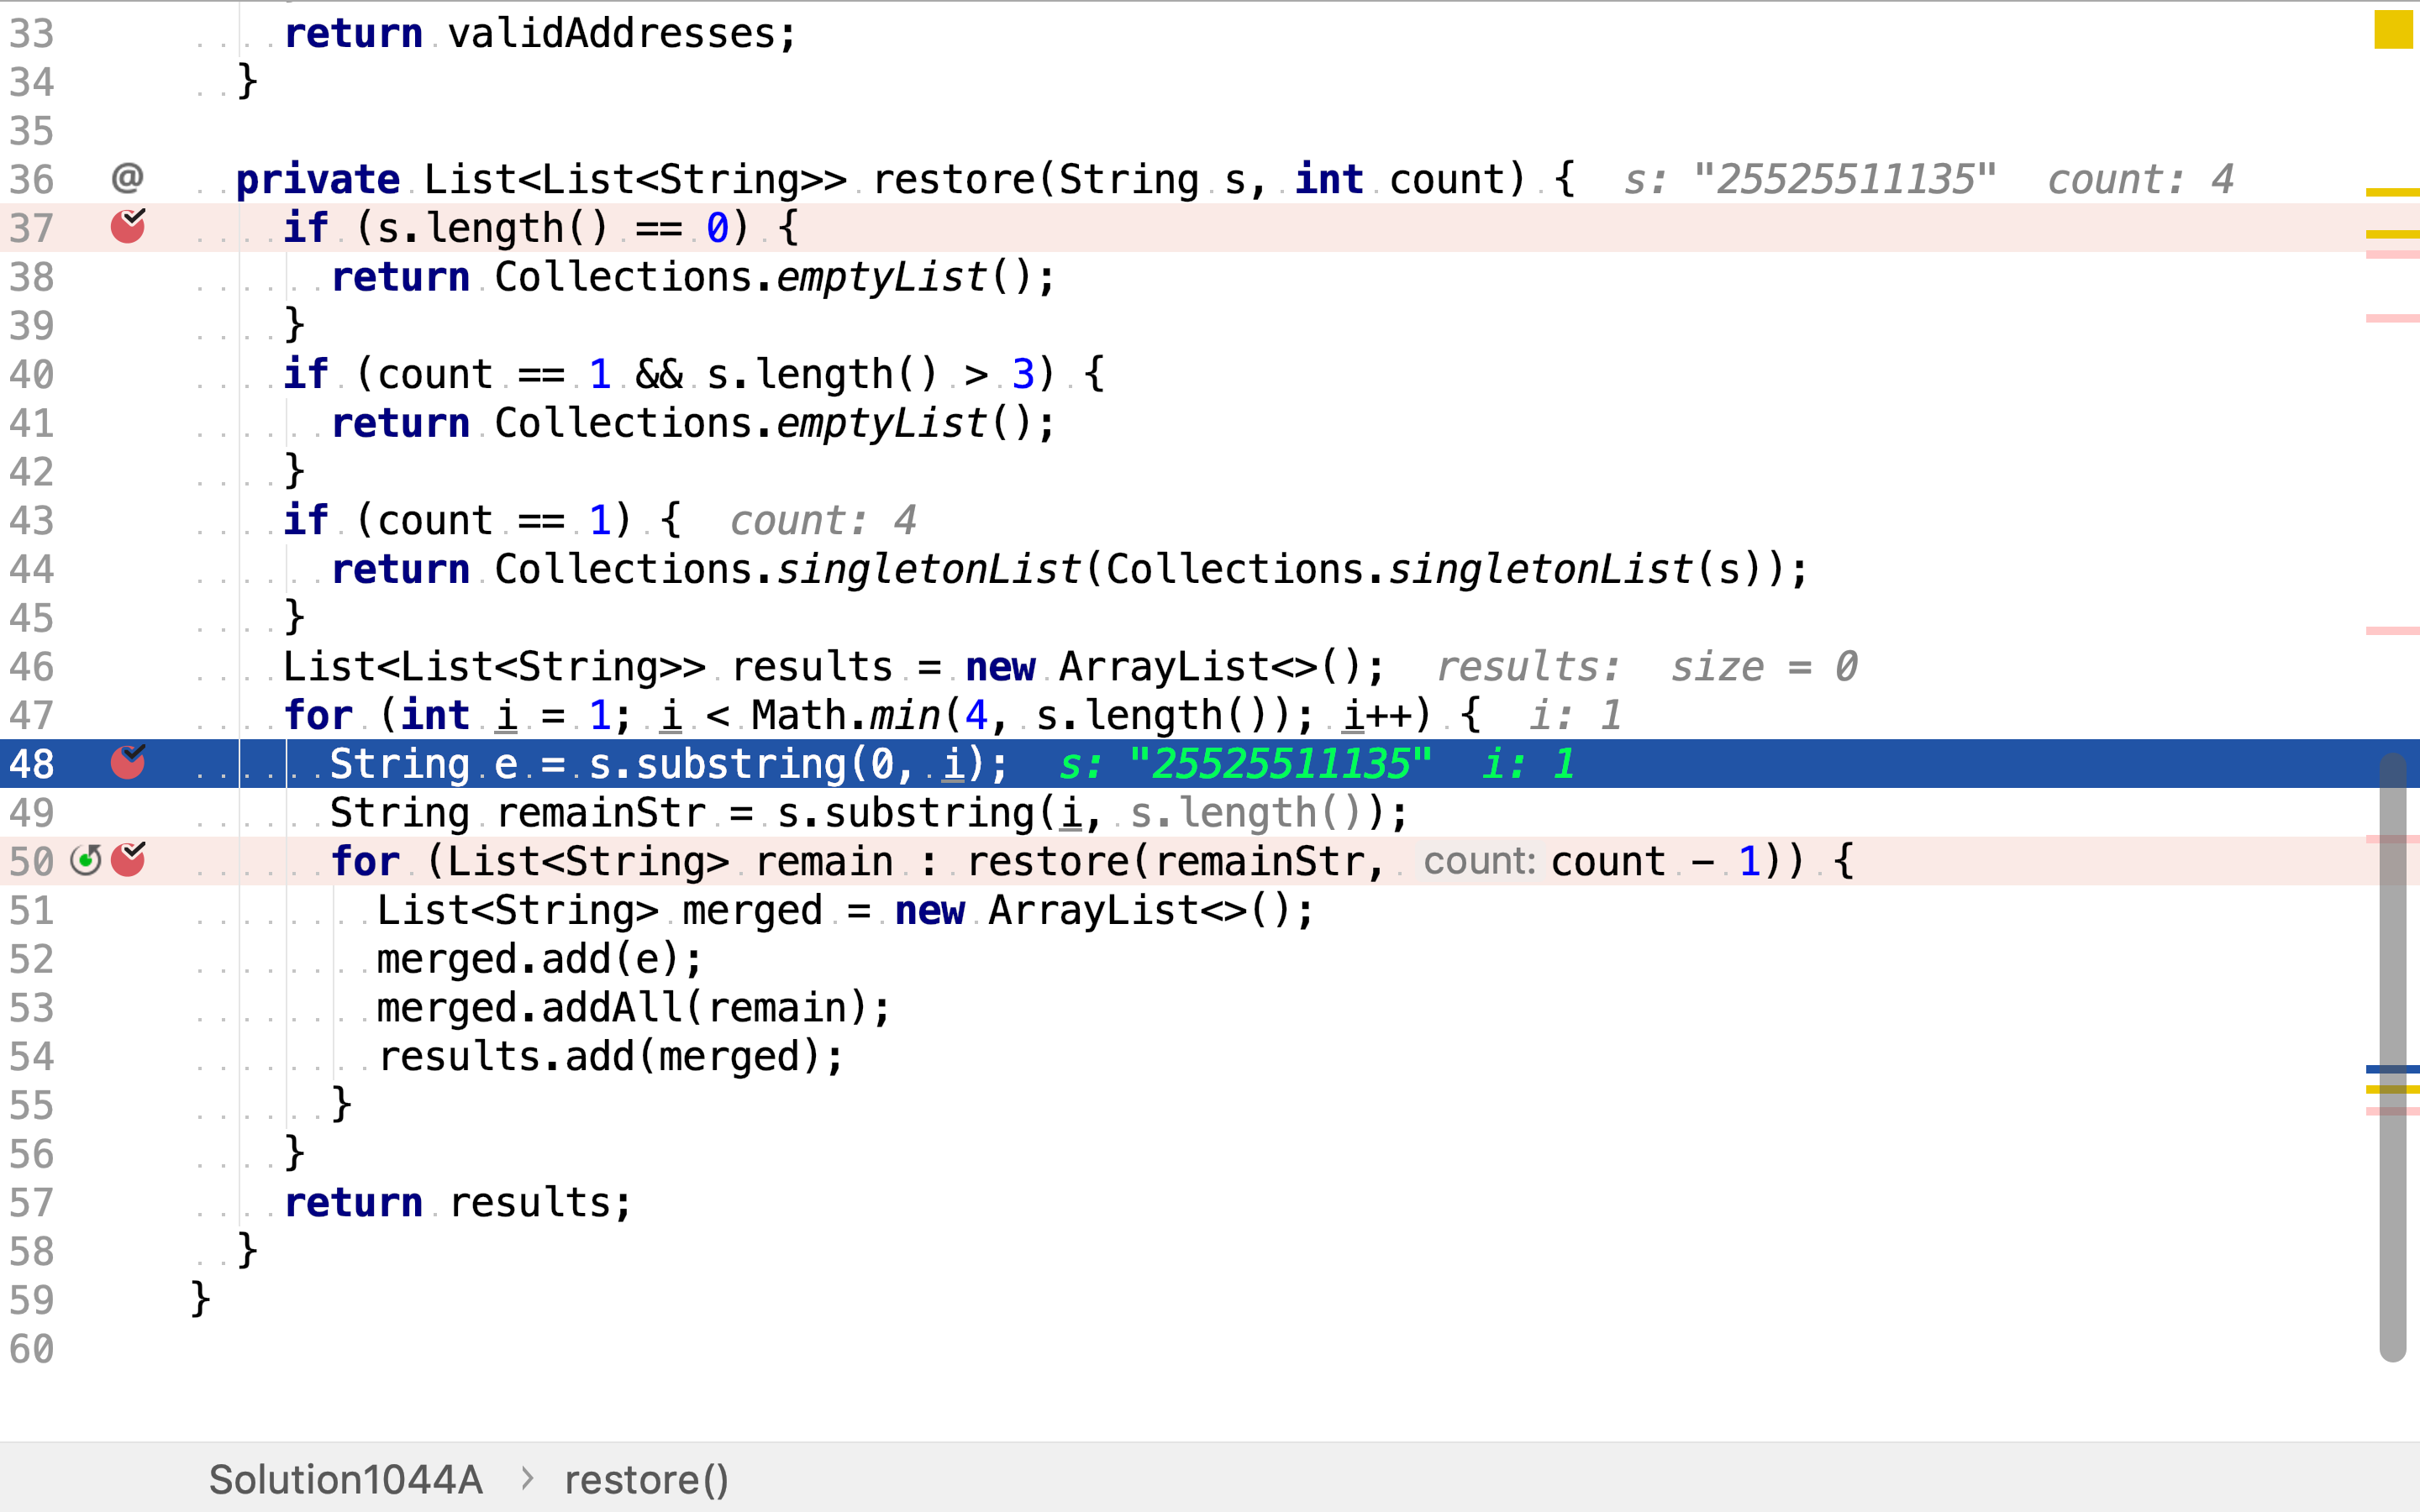 33 return validAddresses;
34 }
35
36 @ private List<List<String>> restore(String s, int count) { s: "25525511135" count: 4
37 if (s.length() == 0) {
38 return Collections.emptyList();
39 }
40 if (count == 1 && s.length() > 3) {
41 return Collections.emptyList();
42 }
43 if (count == 1) { count: 4
44 return Collections.singletonList(Collections.singletonList(s));
45 }
46 List<List<String>> results = new ArrayList<>(); results: size = 0
47 for (int i = 1; i < Math.min(4, s.length()); i++) { i: 1
48 String e = s.substring(0, i); s: "25525511135" i: 1
49 String remainStr = s.substring(i, s.length());
50 for (List<String> remain : restore(remainStr, count: count - 1)) {
51 List<String> merged = new ArrayList<>();
52 merged.add(e);
53 merged.addAll(remain);
54 results.add(merged);
55 }
56 }
57 return results;
58 }
59 }
60
Solution1044A > restore()